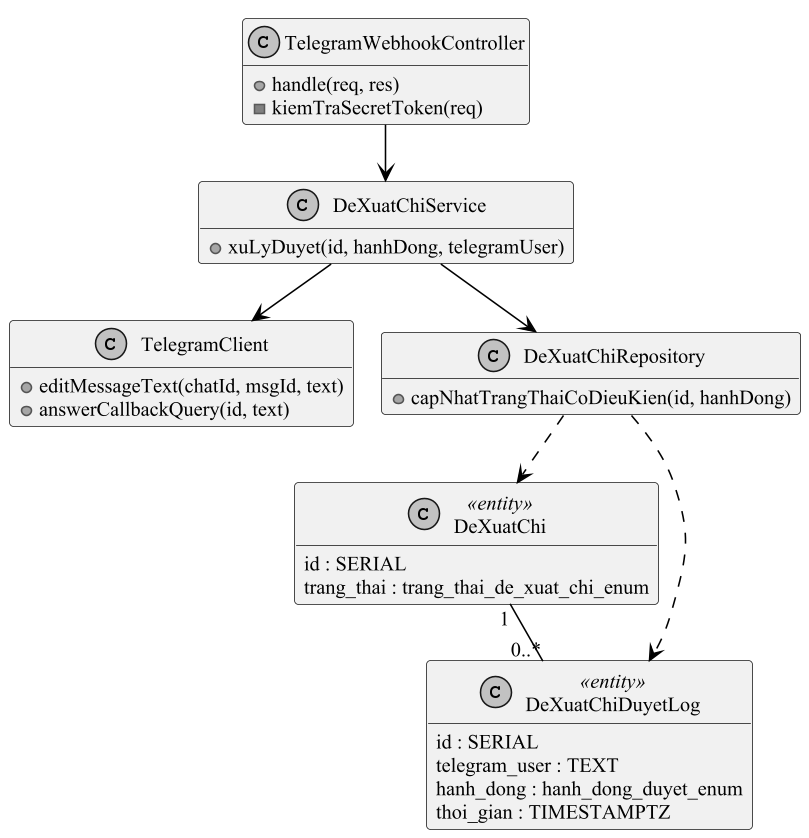 C TelegramWebhookController
handle(req, res)
kiemTraSecretToken(req)
C DeXuatChiService
xuLyDuyet(id, hanhDong, telegramUser)
C TelegramClient
editMessageText(chatId, msgId, text)
answerCallbackQuery(id, text)
C DeXuatChiRepository
capNhatTrangThaiCoDieuKien(id, hanhDong)
C «entity»
DeXuatChi
id : SERIAL
trang_thai : trang_thai_de_xuat_chi_enum
1
0..*
C «entity»
DeXuatChiDuyetLog
id : SERIAL
telegram_user : TEXT
hanh_dong : hanh_dong_duyet_enum
thoi_gian : TIMESTAMPTZ